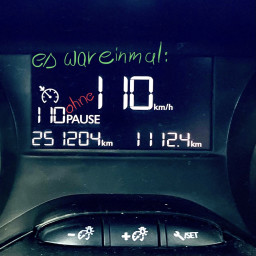 es war einmal:
110 km/h
110 ohne PAUSE
251204 km 1112.4 km
- + /SET